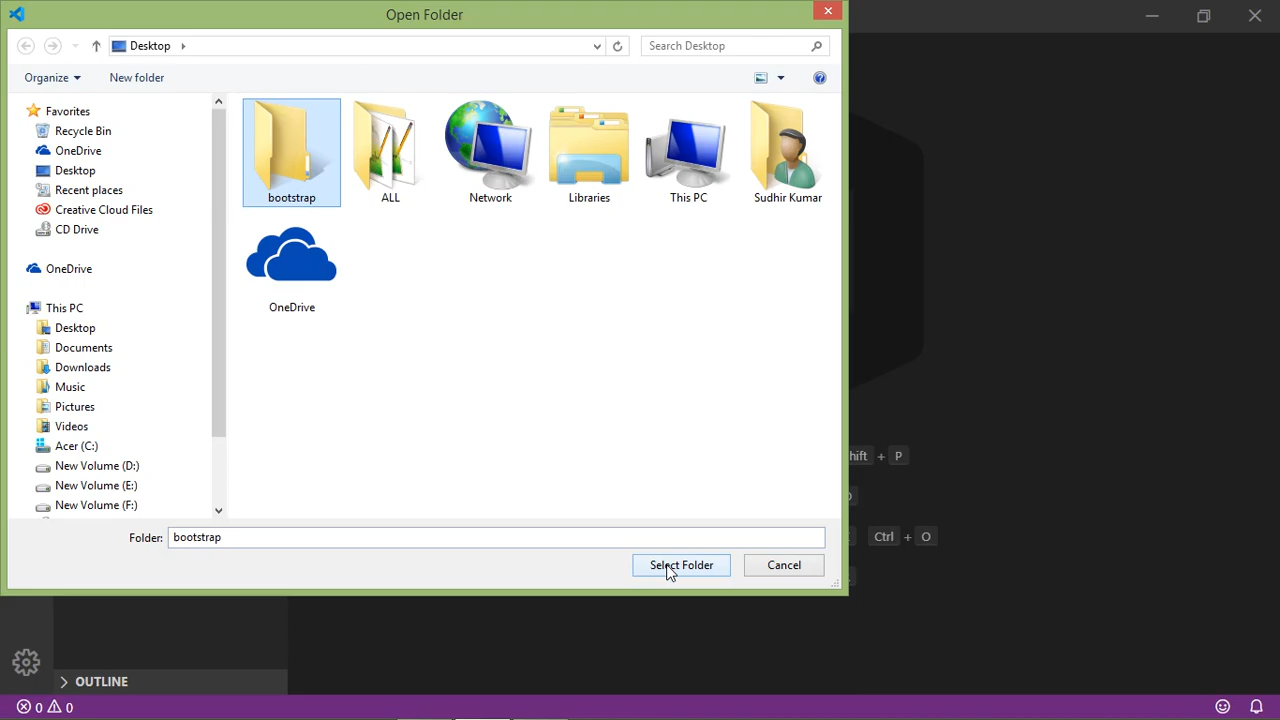 Open Folder
Desktop
Search Desktop
Organize
New folder
Favorites
Recycle Bin
OneDrive
Desktop
Recent places
Creative Cloud Files
CD Drive
OneDrive
This PC
Desktop
Documents
Downloads
Music
Pictures
Videos
Acer (C:)
New Volume (D:)
New Volume (E:)
New Volume (F:)
bootstrap
ALL
Network
Libraries
This PC
Sudhir Kumar
OneDrive
Folder: bootstrap
Select Folder
Cancel
+ P
Ctrl + O
OUTLINE
0 0